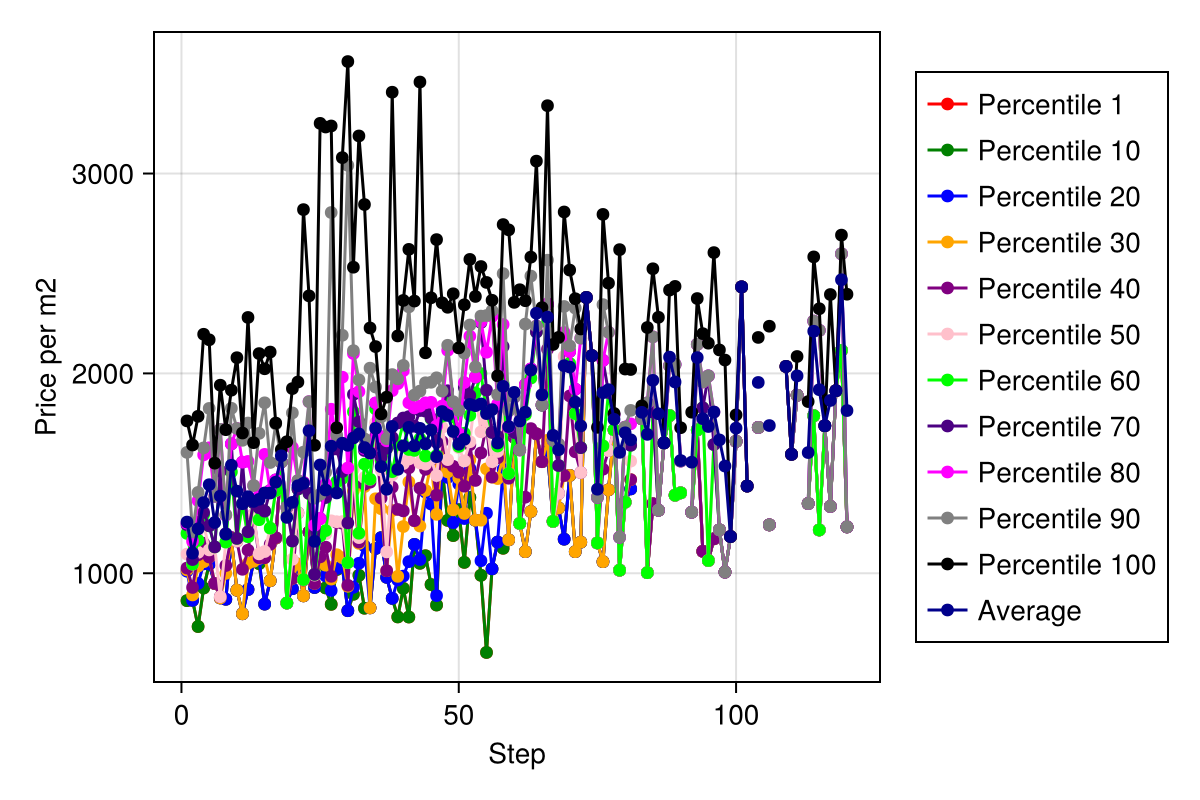 Price per m2
3000
2000
1000
0
50
100
Step
Percentile 1
Percentile 10
Percentile 20
Percentile 30
Percentile 40
Percentile 50
Percentile 60
Percentile 70
Percentile 80
Percentile 90
Percentile 100
Average